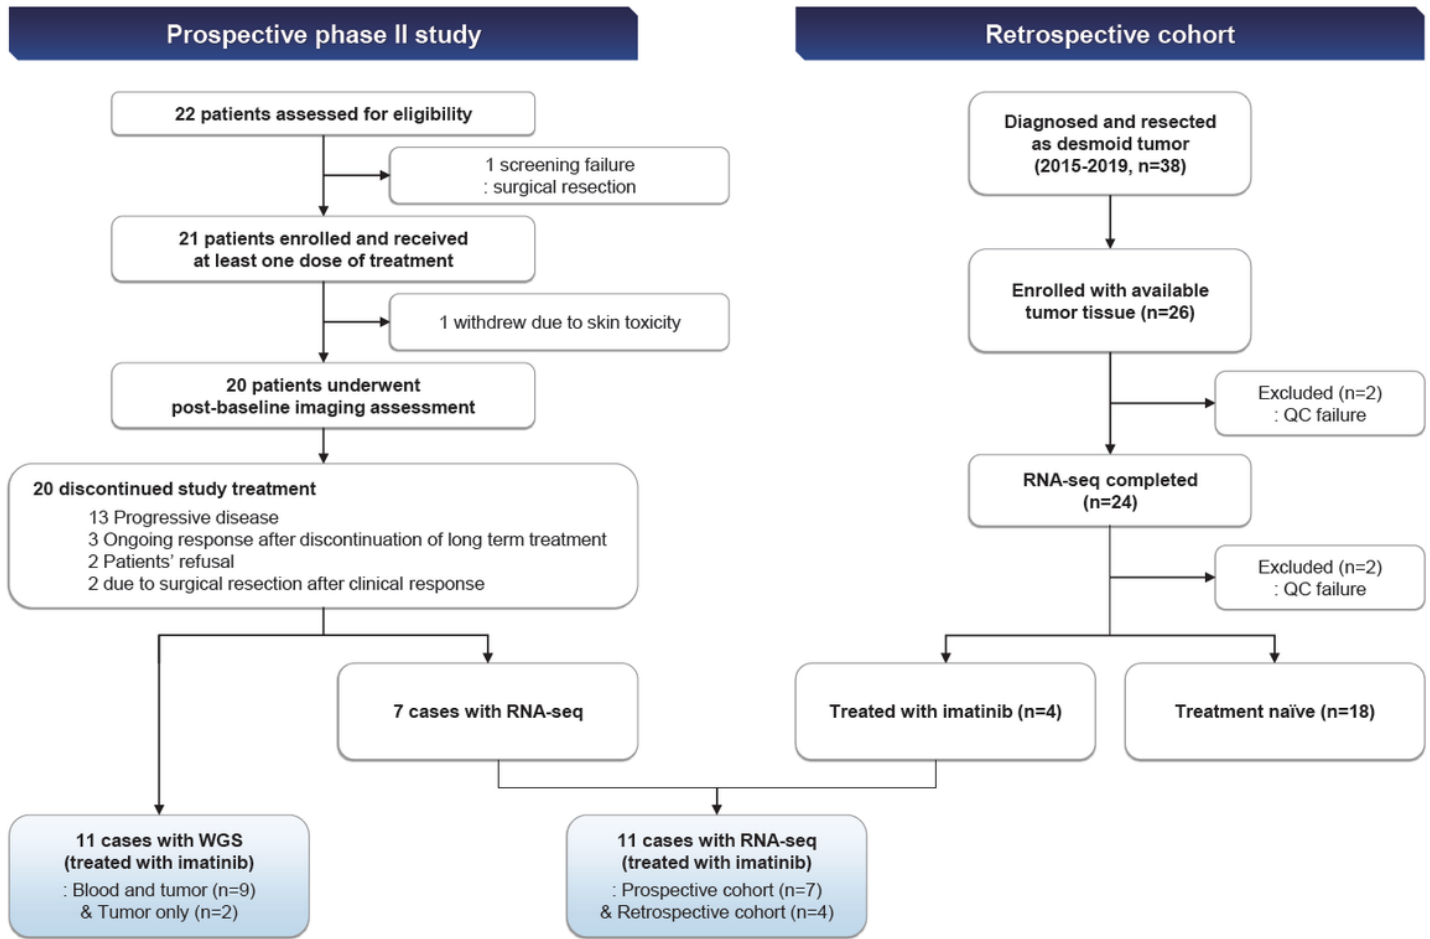 Prospective phase II study
22 patients assessed for eligibility
1 screening failure
: surgical resection
21 patients enrolled and received
at least one dose of treatment
1 withdrew due to skin toxicity
20 patients underwent
post-baseline imaging assessment
20 discontinued study treatment
13 Progressive disease
3 Ongoing response after discontinuation of long term treatment
2 Patients’ refusal
2 due to surgical resection after clinical response
7 cases with RNA-seq
11 cases with WGS
(treated with imatinib)
: Blood and tumor (n=9)
& Tumor only (n=2)
Retrospective cohort
Diagnosed and resected
as desmoid tumor
(2015-2019, n=38)
Enrolled with available
tumor tissue (n=26)
Excluded (n=2)
: QC failure
RNA-seq completed
(n=24)
Excluded (n=2)
: QC failure
Treated with imatinib (n=4)
Treatment naïve (n=18)
11 cases with RNA-seq
(treated with imatinib)
: Prospective cohort (n=7)
& Retrospective cohort (n=4)